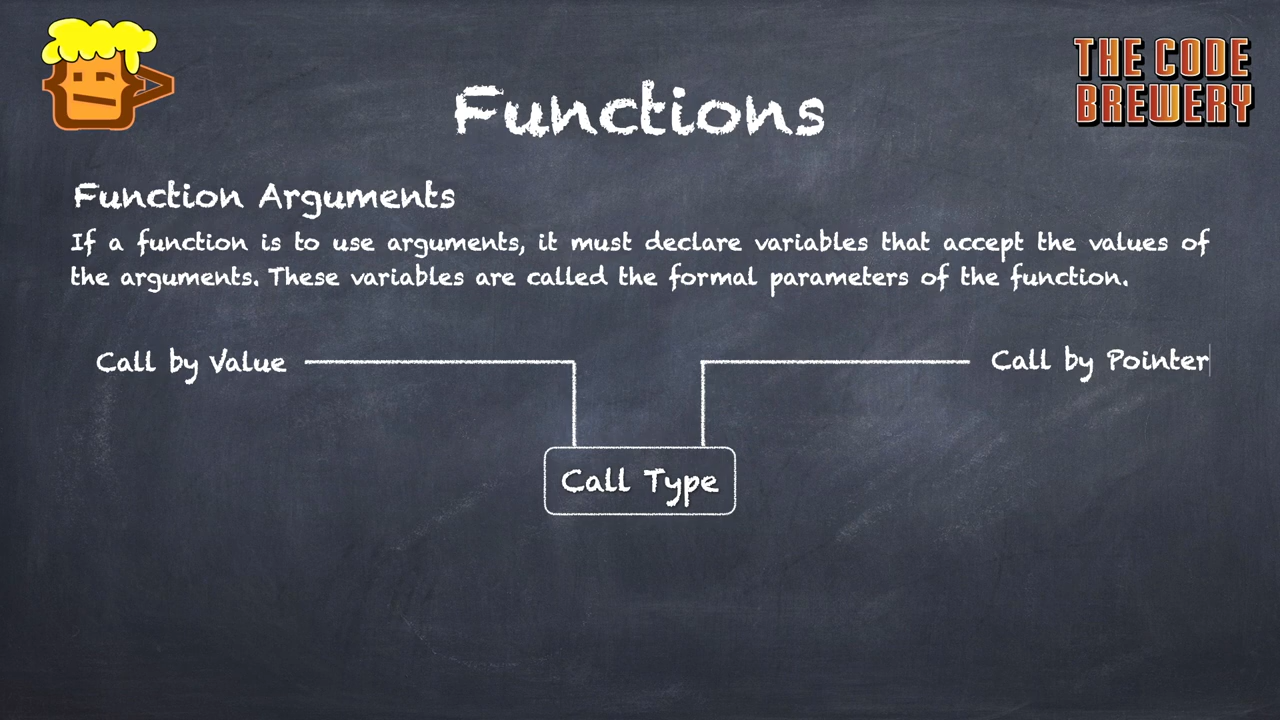 THE CODE
BREWERY
Functions
Function Arguments
If a function is to use arguments, it must declare variables that accept the values of
the arguments. These variables are called the formal parameters of the function.
Call by Value
Call by Pointer
Call Type